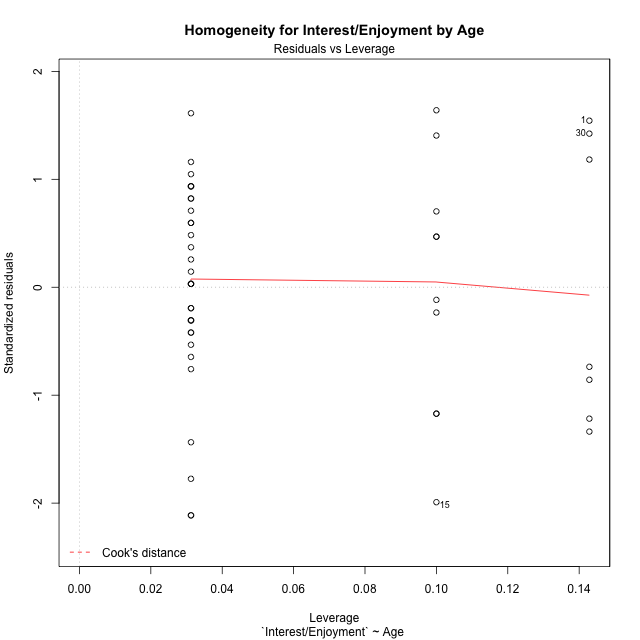 Homogeneity for Interest/Enjoyment by Age
Residuals vs Leverage
2
1
0
-1
-2
Standardized residuals
1
30
15
Cook's distance
0.00 0.02 0.04 0.06 0.08 0.10 0.12 0.14
Leverage
`Interest/Enjoyment` ~ Age